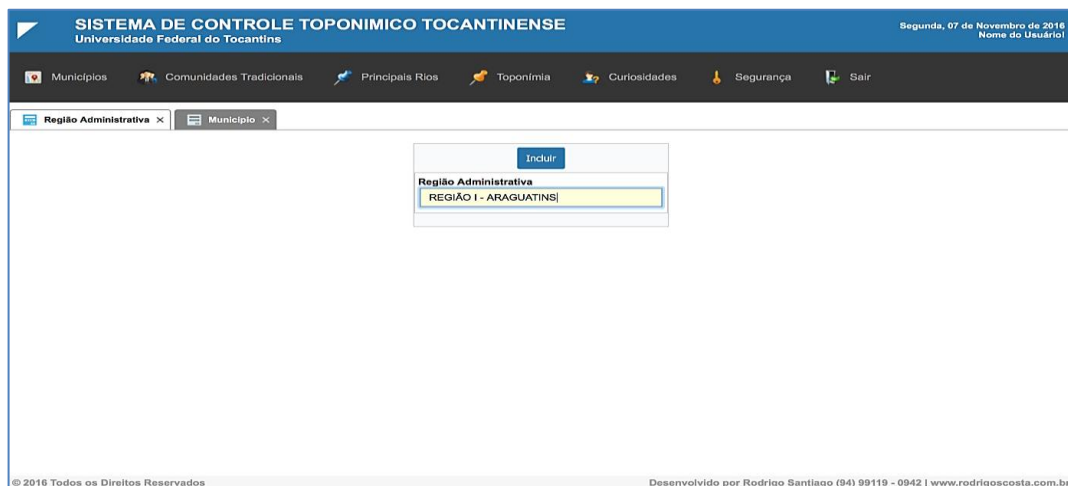 SISTEMA DE CONTROLE TOPONIMICO TOCANTINENSE
Universidade Federal do Tocantins
Segunda, 07 de Novembro de 2016
Nome do Usuário!
Municípios Comunidades Tradicionais Principais Rios Toponímia Curiosidades Segurança Sair
Região Administrativa × Município ×
Incluir
Região Administrativa
REGIÃO I - ARAGUATINS
© 2016 Todos os Direitos Reservados
Desenvolvido por Rodrigo Santiago (94) 99119 - 0942 | www.rodrigoscosta.com.br